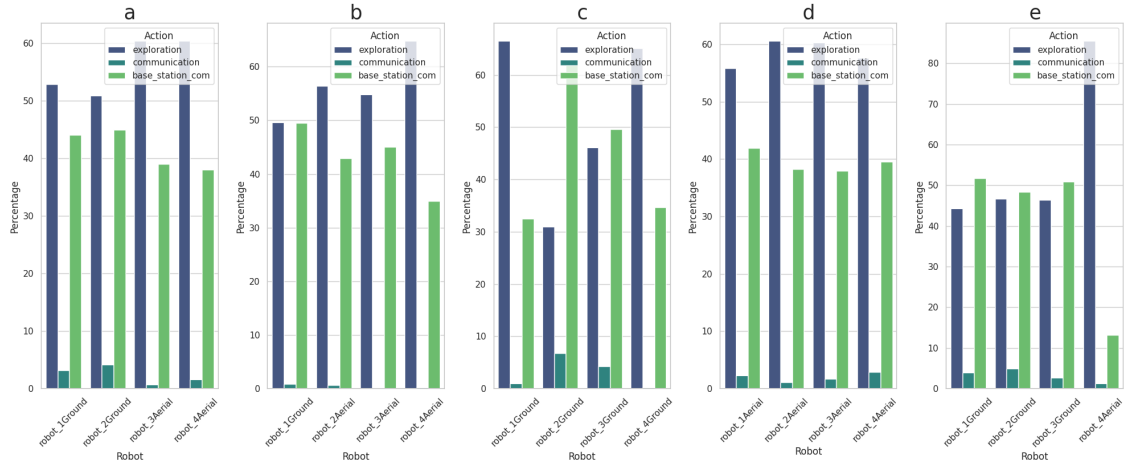 a
Percentage
60
50
40
30
20
10
0
Action
exploration
communication
base_station_com
robot_1Ground
robot_2Ground
robot_3Aerial
robot_4Aerial
Robot
b
Percentage
60
50
40
30
20
10
0
Action
exploration
communication
base_station_com
robot_1Ground
robot_2Aerial
robot_3Aerial
robot_4Aerial
Robot
c
Percentage
60
50
40
30
20
10
0
Action
exploration
communication
base_station_com
robot_1Ground
robot_2Ground
robot_3Ground
robot_4Ground
Robot
d
Percentage
60
50
40
30
20
10
0
Action
exploration
communication
base_station_com
robot_1Aerial
robot_2Aerial
robot_3Aerial
robot_4Aerial
Robot
e
Percentage
80
70
60
50
40
30
20
10
0
Action
exploration
communication
base_station_com
robot_1Ground
robot_2Ground
robot_3Ground
robot_4Aerial
Robot